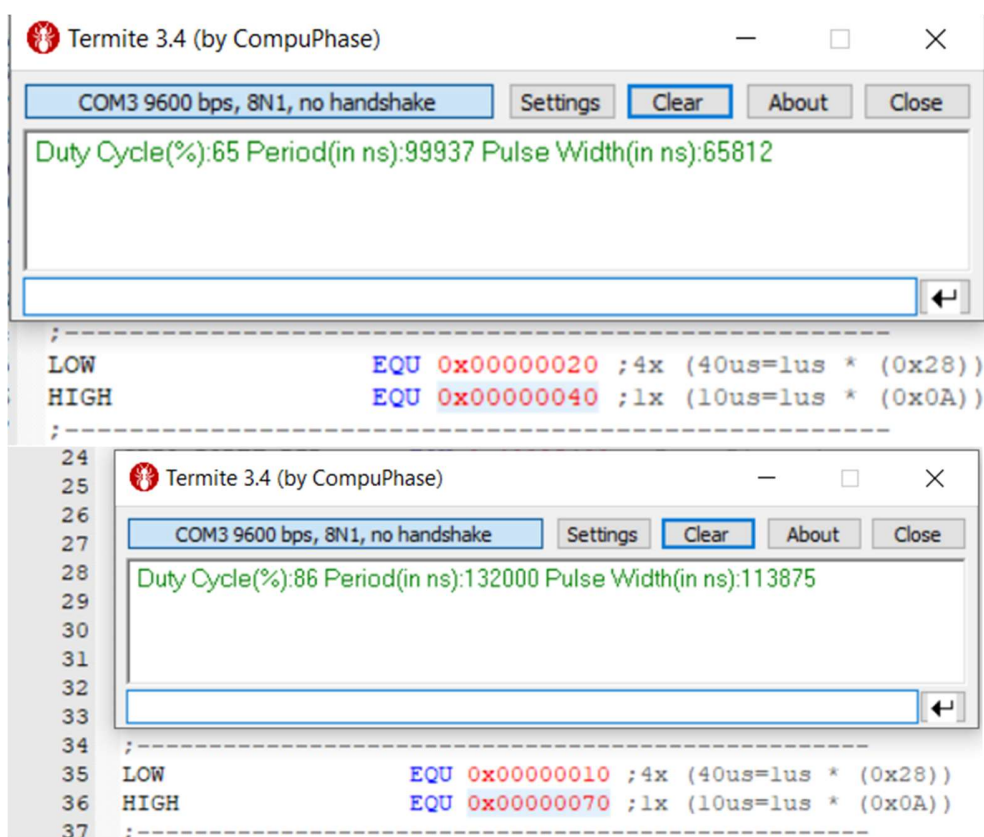 Termite 3.4 (by CompuPhase)
COM3 9600 bps, 8N1, no handshake Settings Clear About Close
Duty Cycle(%):65 Period(in ns):99937 Pulse Width(in ns):65812
;---------------------------------------------------
LOW EQU 0x00000020 ;4x (40us=1us * (0x28))
HIGH EQU 0x00000040 ;1x (10us=1us * (0x0A))
;---------------------------------------------------
24
Termite 3.4 (by CompuPhase)
25
26
27 COM3 9600 bps, 8N1, no handshake Settings Clear About Close
28 Duty Cycle(%):86 Period(in ns):132000 Pulse Width(in ns):113875
29
30
31
32
33
34 ;---------------------------------------------------
35 LOW EQU 0x00000010 ;4x (40us=1us * (0x28))
36 HIGH EQU 0x00000070 ;1x (10us=1us * (0x0A))
37 ;---------------------------------------------------